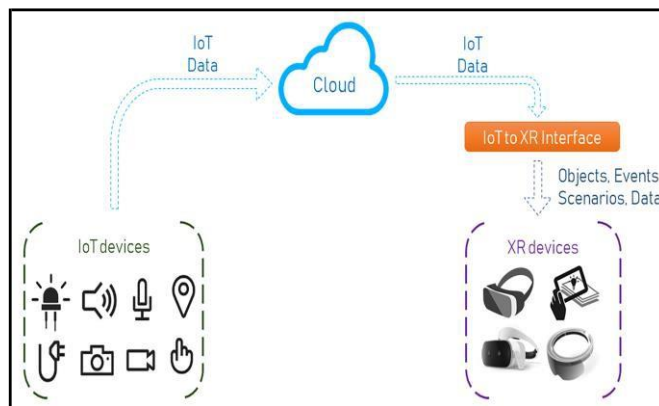 IoT
Data
Cloud
IoT
Data
IoT to XR Interface
Objects, Events
Scenarios, Data
IoT devices
XR devices